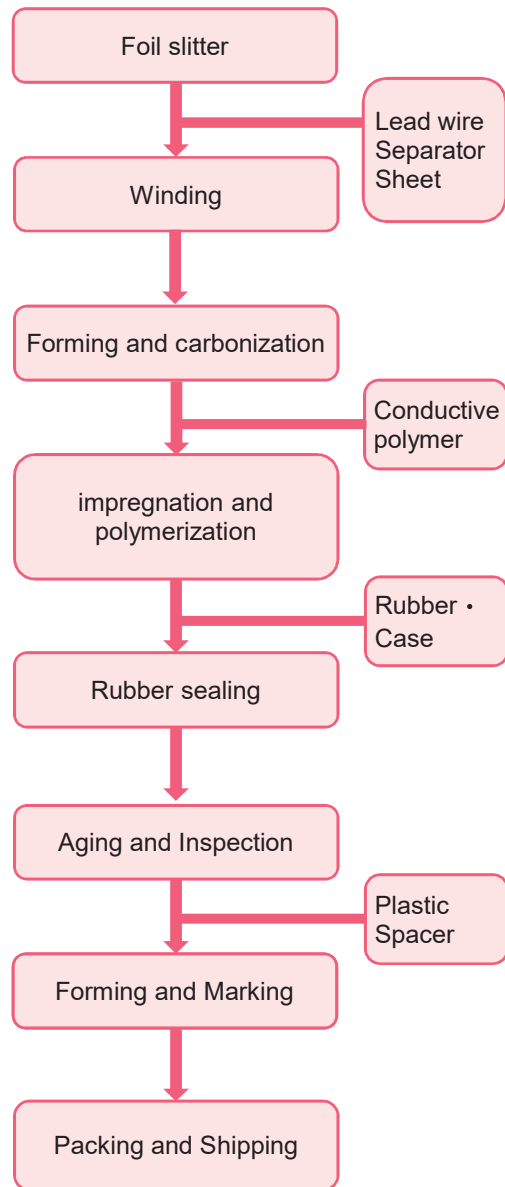 Foil slitter
Lead wire
Separator
Sheet
Winding
Forming and carbonization
Conductive
polymer
impregnation and
polymerization
Rubber・
Case
Rubber sealing
Aging and Inspection
Plastic
Spacer
Forming and Marking
Packing and Shipping